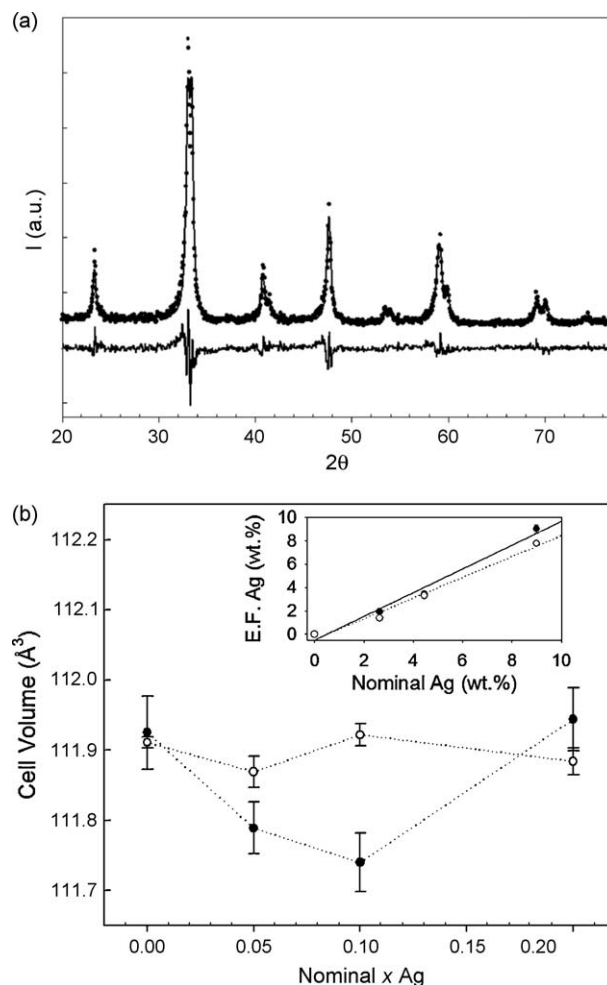 (a)
I (a.u.)
20 30 40 50 60 70
2θ
(b)
112.2
112.1
112.0
111.9
111.8
111.7
Cell Volume (Å³)
0.00 0.05 0.10 0.15 0.20
Nominal x Ag
10
8
6
4
2
0
E.F. Ag (wt.%)
0 2 4 6 8 10
Nominal Ag (wt.%)